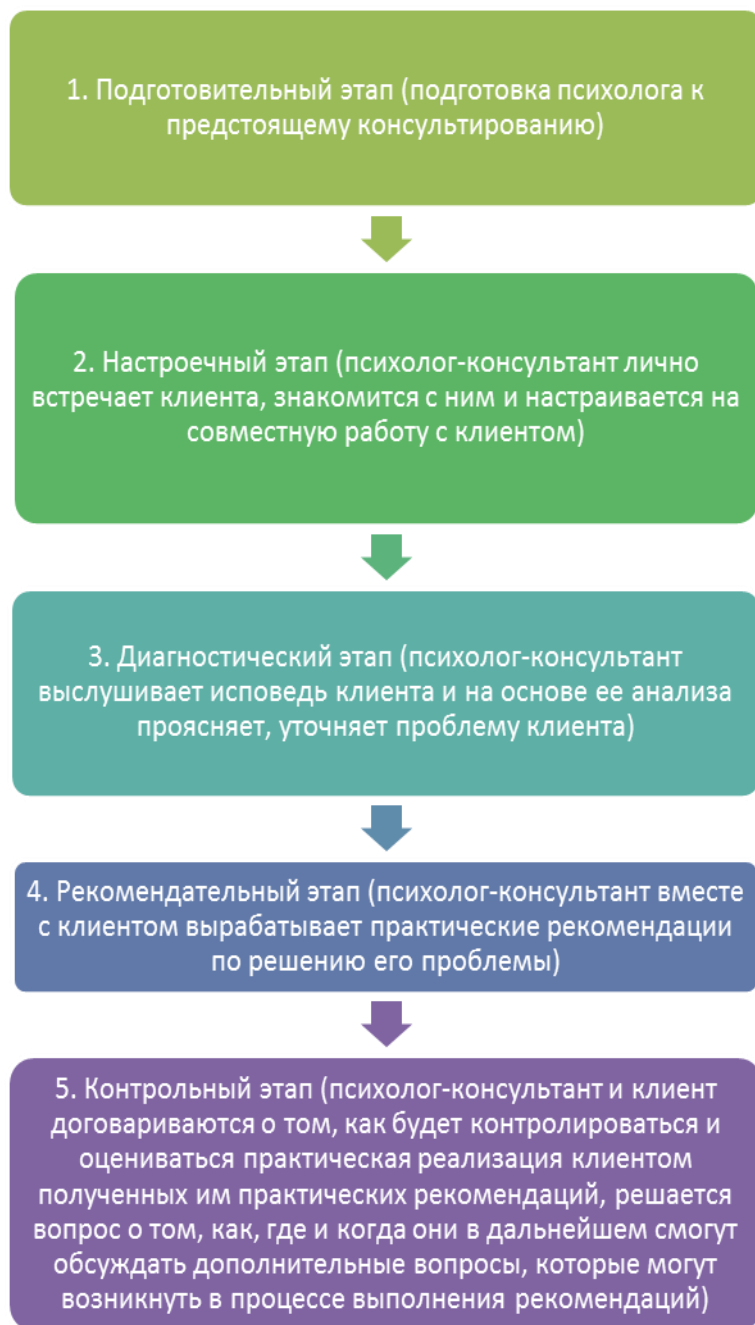 1. Подготовительный этап (подготовка психолога к
предстоящему консультированию)
2. Настроечный этап (психолог-консультант лично
встречает клиента, знакомится с ним и настраивается на
совместную работу с клиентом)
3. Диагностический этап (психолог-консультант
выслушивает исповедь клиента и на основе ее анализа
проясняет, уточняет проблему клиента)
4. Рекомендательный этап (психолог-консультант вместе
с клиентом вырабатывает практические рекомендации
по решению его проблемы)
5. Контрольный этап (психолог-консультант и клиент
договариваются о том, как будет контролироваться и
оцениваться практическая реализация клиентом
полученных им практических рекомендаций, решается
вопрос о том, как, где и когда они в дальнейшем смогут
обсуждать дополнительные вопросы, которые могут
возникнуть в процессе выполнения рекомендаций)